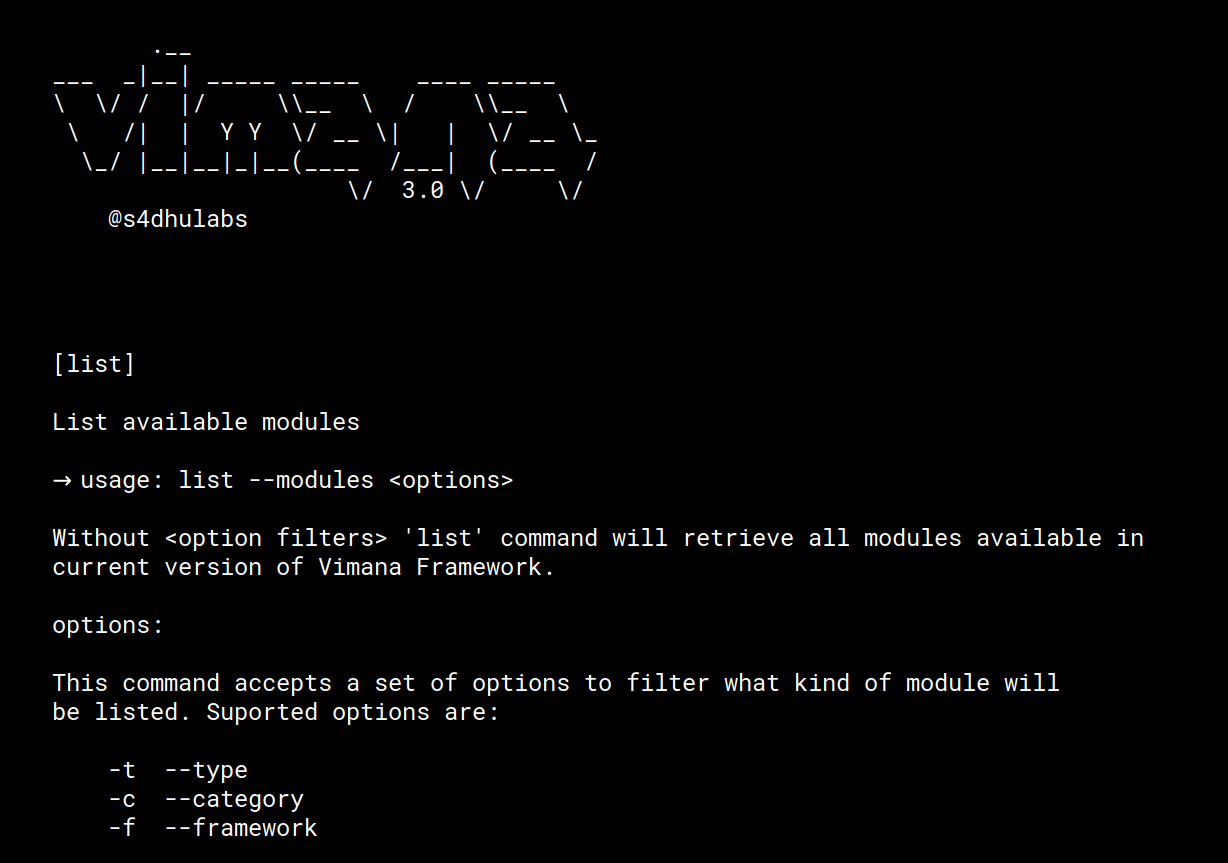 .__
___  _|__| _____ _____    ____ _____
\  \/ /  |/     \\__  \  /    \\__  \
 \    /|  |  Y Y  \/ __ \|   |  \/ __ \_
  \_/ |__|__|_|__(____  /___|  (____  /
                     \/  3.0 \/     \/
    @s4dhulabs
[list]
List available modules
→ usage: list --modules <options>
Without <option filters> 'list' command will retrieve all modules available in
current version of Vimana Framework.
options:
This command accepts a set of options to filter what kind of module will
be listed. Suported options are:
    -t  --type
    -c  --category
    -f  --framework